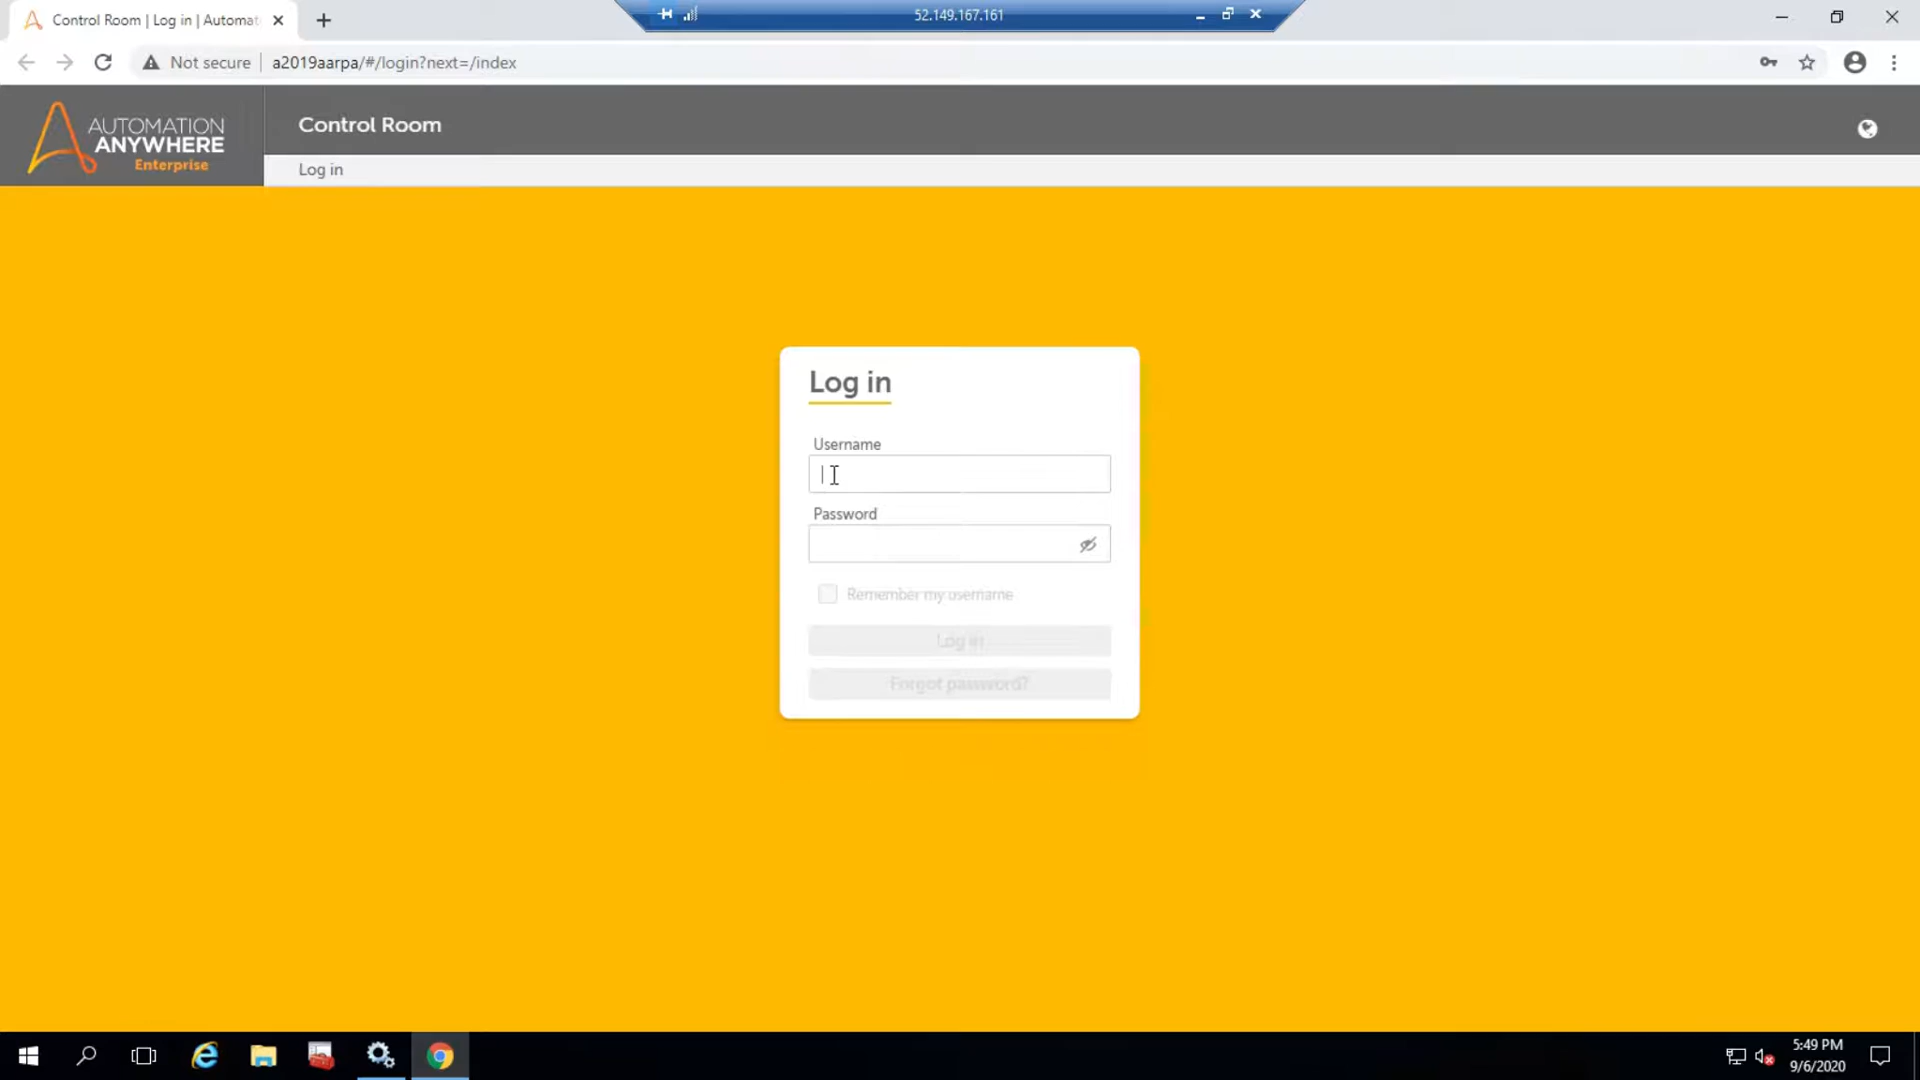 Control Room | Log in | Automat
52.149.167.161
Not secure
a2019aarpa/#/login?next=/index
AUTOMATION
ANYWHERE
Enterprise
Control Room
Log in
Log in
Username
Password
Remember my username
Log in
Forgot password?
5:49 PM
9/6/2020